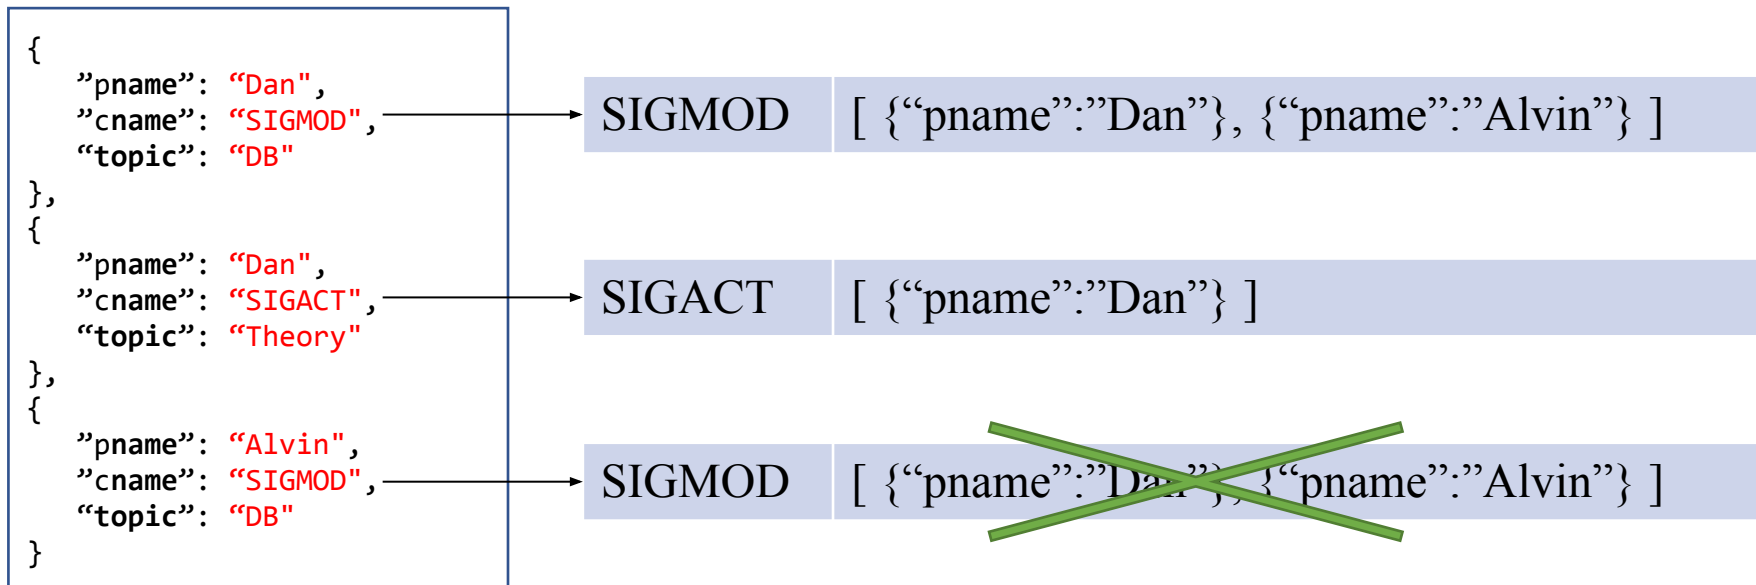 {
”pname”: “Dan",
”cname”: “SIGMOD",
“topic”: “DB"
},
{
”pname”: “Dan",
”cname”: “SIGACT",
“topic”: “Theory"
},
{
”pname”: “Alvin",
”cname”: “SIGMOD",
“topic”: “DB"
}
SIGMOD [ {“pname”:”Dan”}, {“pname”:”Alvin”} ]
SIGACT [ {“pname”:”Dan”} ]
SIGMOD [ {“pname”:”Dan”}, {“pname”:”Alvin”} ]